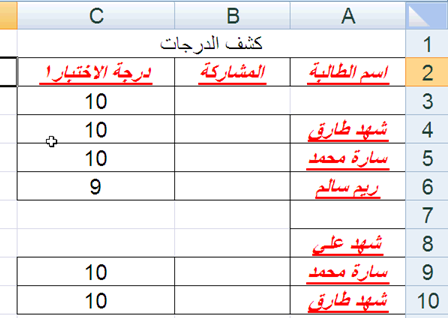 A B C
1 كشف الدرجات
2 اسم الطالبة المشاركة درجة الاختبار1
3 10
4 شهد طارق 10
5 سارة محمد 10
6 ريم سالم 9
7
8 شهد علي
9 سارة محمد 10
10 شهد طارق 10